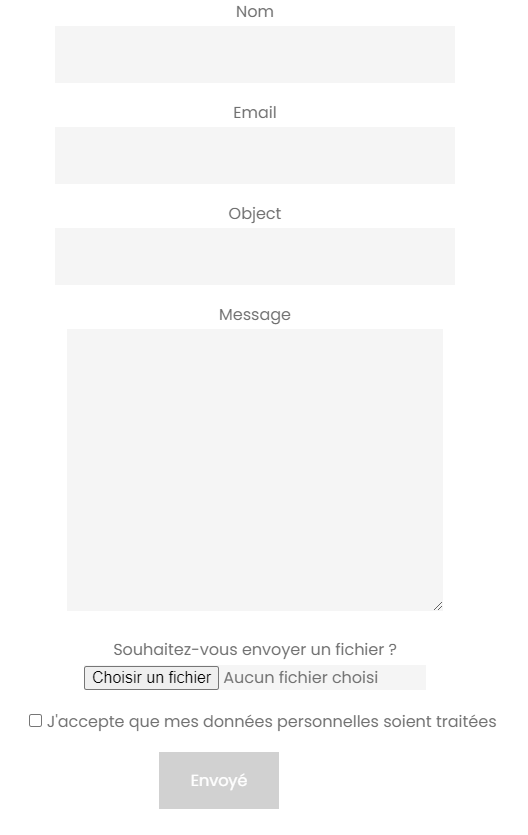 Nom
Email
Object
Message
Souhaitez-vous envoyer un fichier ?
Choisir un fichier Aucun fichier choisi
J'accepte que mes données personnelles soient traitées
Envoyé